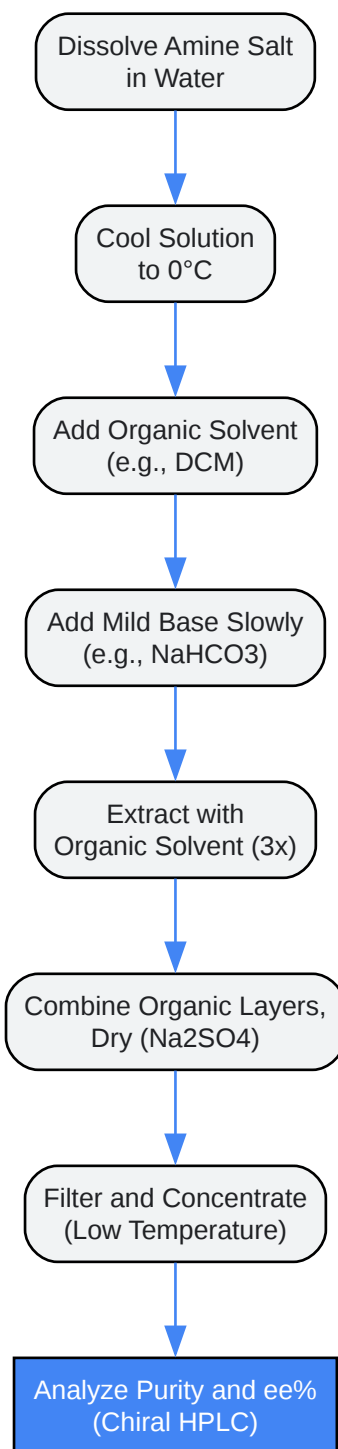 Dissolve Amine Salt
in Water
Cool Solution
to 0°C
Add Organic Solvent
(e.g., DCM)
Add Mild Base Slowly
(e.g., NaHCO3)
Extract with
Organic Solvent (3x)
Combine Organic Layers,
Dry (Na2SO4)
Filter and Concentrate
(Low Temperature)
Analyze Purity and ee%
(Chiral HPLC)